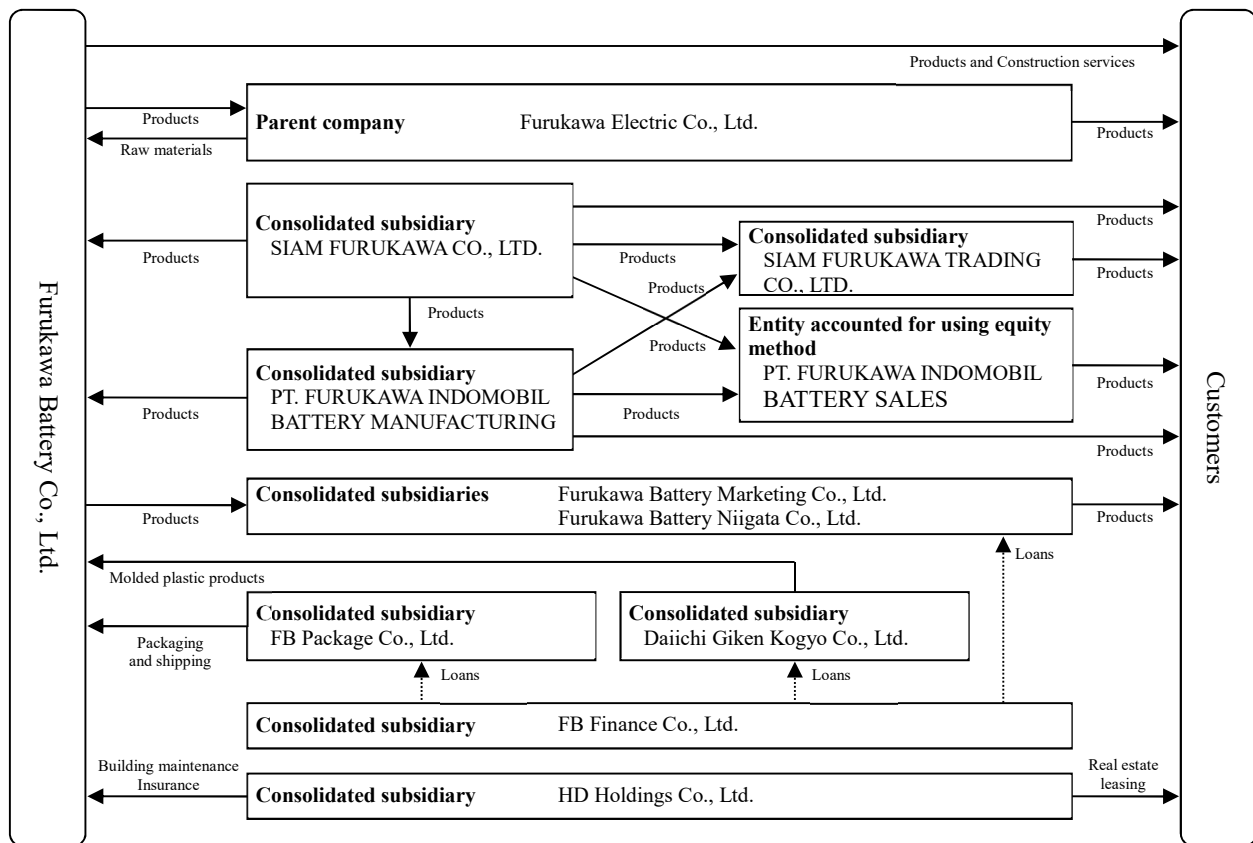 Furukawa Battery Co., Ltd.
Customers
Products and Construction services
Products
Raw materials
Parent company Furukawa Electric Co., Ltd.
Products
Consolidated subsidiary
SIAM FURUKAWA CO., LTD.
Products
Products
Products
Consolidated subsidiary
SIAM FURUKAWA TRADING
CO., LTD.
Products
Products
Products
Products
Entity accounted for using equity
method
PT. FURUKAWA INDOMOBIL
BATTERY SALES
Products
Consolidated subsidiary
PT. FURUKAWA INDOMOBIL
BATTERY MANUFACTURING
Products
Products
Products
Consolidated subsidiaries Furukawa Battery Marketing Co., Ltd.
Furukawa Battery Niigata Co., Ltd.
Products
Products
Loans
Molded plastic products
Consolidated subsidiary
FB Package Co., Ltd.
Packaging
and shipping
Consolidated subsidiary
Daiichi Giken Kogyo Co., Ltd.
Loans
Loans
Consolidated subsidiary FB Finance Co., Ltd.
Building maintenance
Insurance
Consolidated subsidiary HD Holdings Co., Ltd.
Real estate
leasing